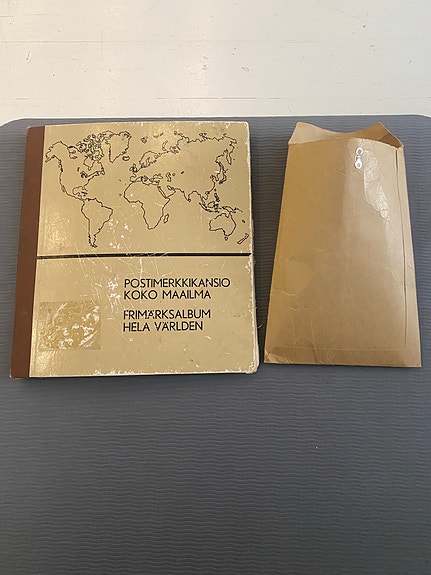 POSTIMERKKIKANSIO
KOKO MAAILMA
FRIMÄRKSALBUM
HELA VÄRLDEN